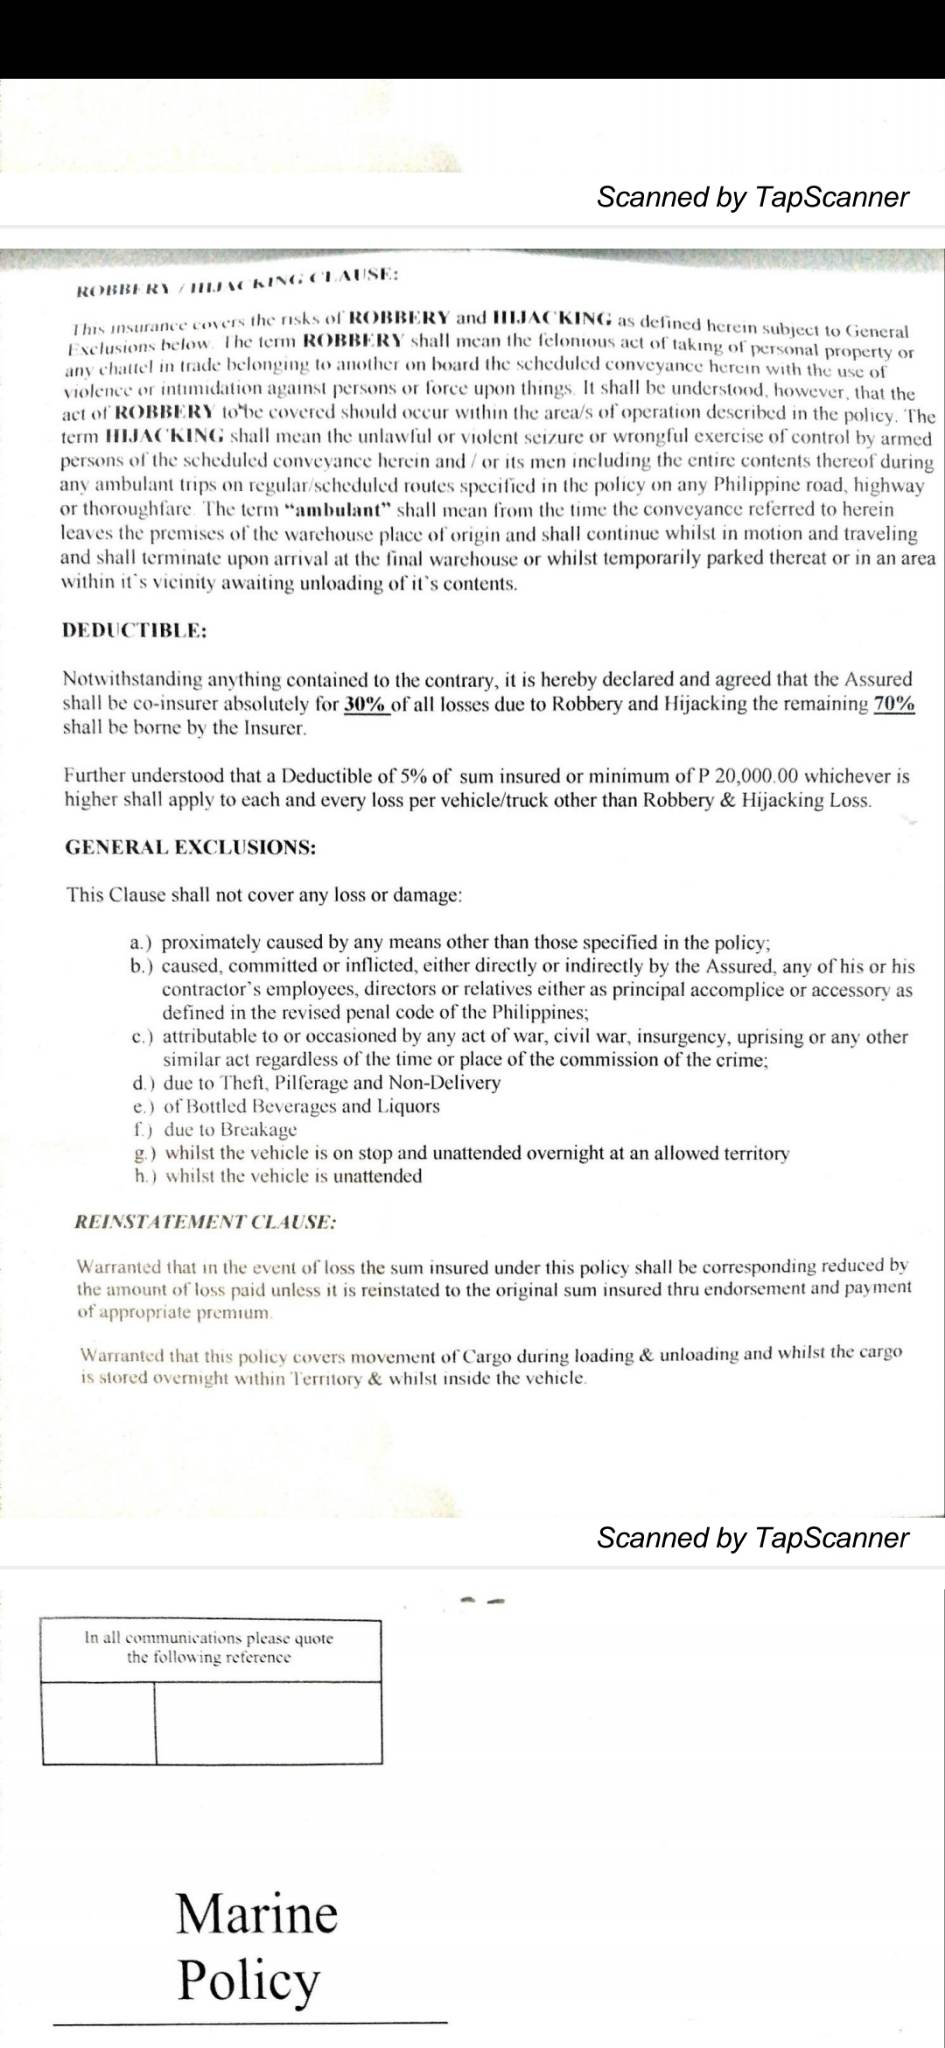 Scanned by TapScanner
ROBBERY / HIJACKING CLAUSE:
This insurance covers the risks of ROBBERY and HIJACKING as defined herein subject to General
Exclusions below. The term ROBBERY shall mean the felonious act of taking of personal property or
any chattel in trade belonging to another on board the scheduled conveyance herein with the use of
violence or intimidation against persons or force upon things. It shall be understood, however, that the
act of ROBBERY to be covered should occur within the area/s of operation described in the policy. The
term HIJACKING shall mean the unlawful or violent seizure or wrongful exercise of control by armed
persons of the scheduled conveyance herein and / or its men including the entire contents thereof during
any ambulant trips on regular/scheduled routes specified in the policy on any Philippine road, highway
or thoroughfare. The term “ambulant” shall mean from the time the conveyance referred to herein
leaves the premises of the warehouse place of origin and shall continue whilst in motion and traveling
and shall terminate upon arrival at the final warehouse or whilst temporarily parked thereat or in an area
within it`s vicinity awaiting unloading of it`s contents.
DEDUCTIBLE:
Notwithstanding anything contained to the contrary, it is hereby declared and agreed that the Assured
shall be co-insurer absolutely for 30% of all losses due to Robbery and Hijacking the remaining 70%
shall be borne by the Insurer.
Further understood that a Deductible of 5% of sum insured or minimum of P 20,000.00 whichever is
higher shall apply to each and every loss per vehicle/truck other than Robbery & Hijacking Loss.
GENERAL EXCLUSIONS:
This Clause shall not cover any loss or damage:
a.) proximately caused by any means other than those specified in the policy;
b.) caused, committed or inflicted, either directly or indirectly by the Assured, any of his or his
contractor`s employees, directors or relatives either as principal accomplice or accessory as
defined in the revised penal code of the Philippines;
c.) attributable to or occasioned by any act of war, civil war, insurgency, uprising or any other
similar act regardless of the time or place of the commission of the crime;
d.) due to Theft, Pilferage and Non-Delivery
e.) of Bottled Beverages and Liquors
f.) due to Breakage
g.) whilst the vehicle is on stop and unattended overnight at an allowed territory
h.) whilst the vehicle is unattended
REINSTATEMENT CLAUSE:
Warranted that in the event of loss the sum insured under this policy shall be corresponding reduced by
the amount of loss paid unless it is reinstated to the original sum insured thru endorsement and payment
of appropriate premium.
Warranted that this policy covers movement of Cargo during loading & unloading and whilst the cargo
is stored overnight within Territory & whilst inside the vehicle.
Scanned by TapScanner
In all communications please quote
the following reference
Marine
Policy